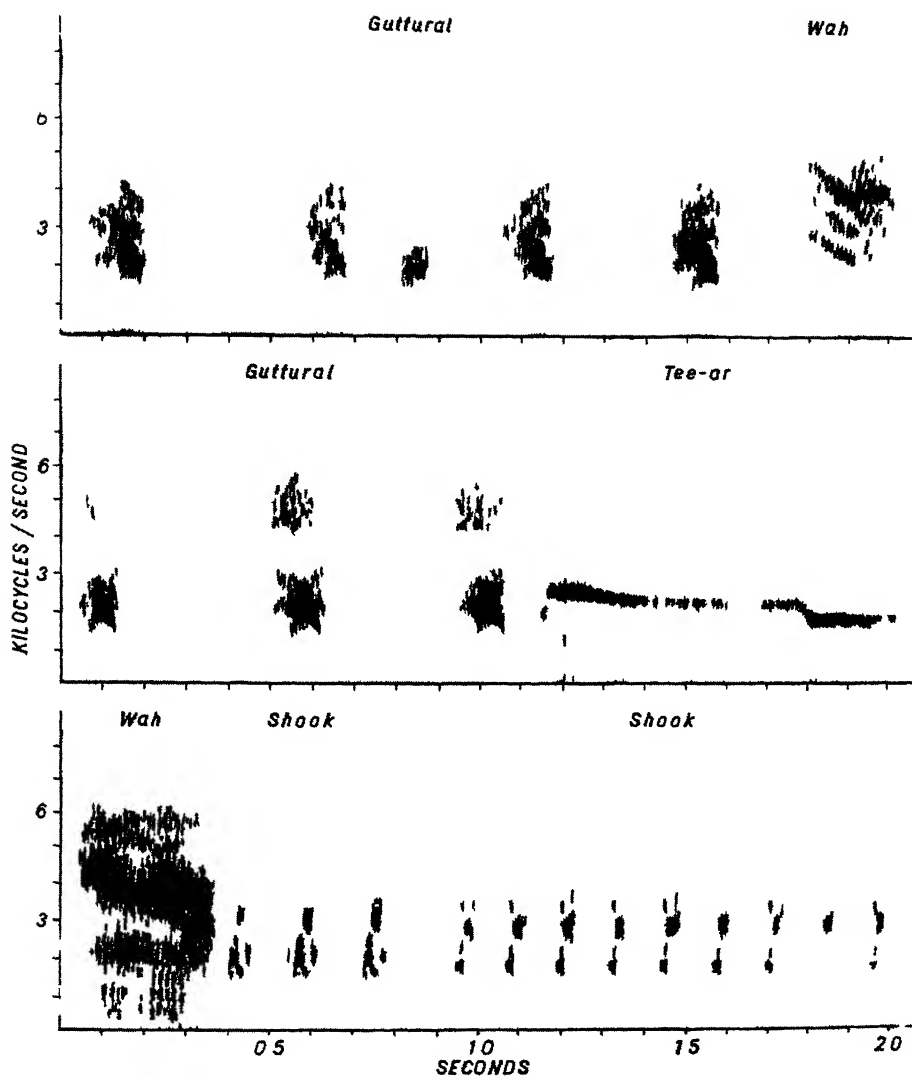 Guttural Wah
6
3
Guttural Tee-ar
KILOCYCLES / SECOND
6
3
Wah Shook Shook
6
3
05 10 15 20
SECONDS